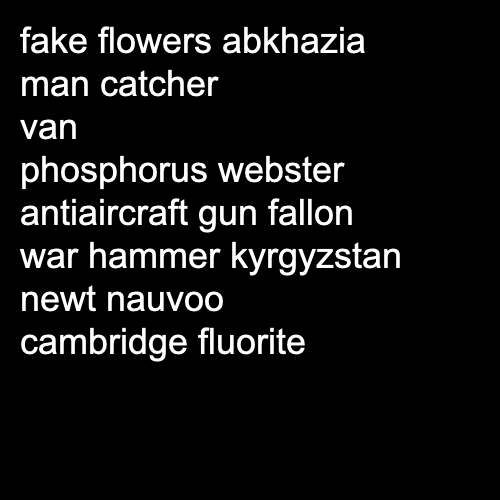 fake flowers abkhazia
man catcher
van
phosphorus webster
antiaircraft gun fallon
war hammer kyrgyzstan
newt nauvoo
cambridge fluorite